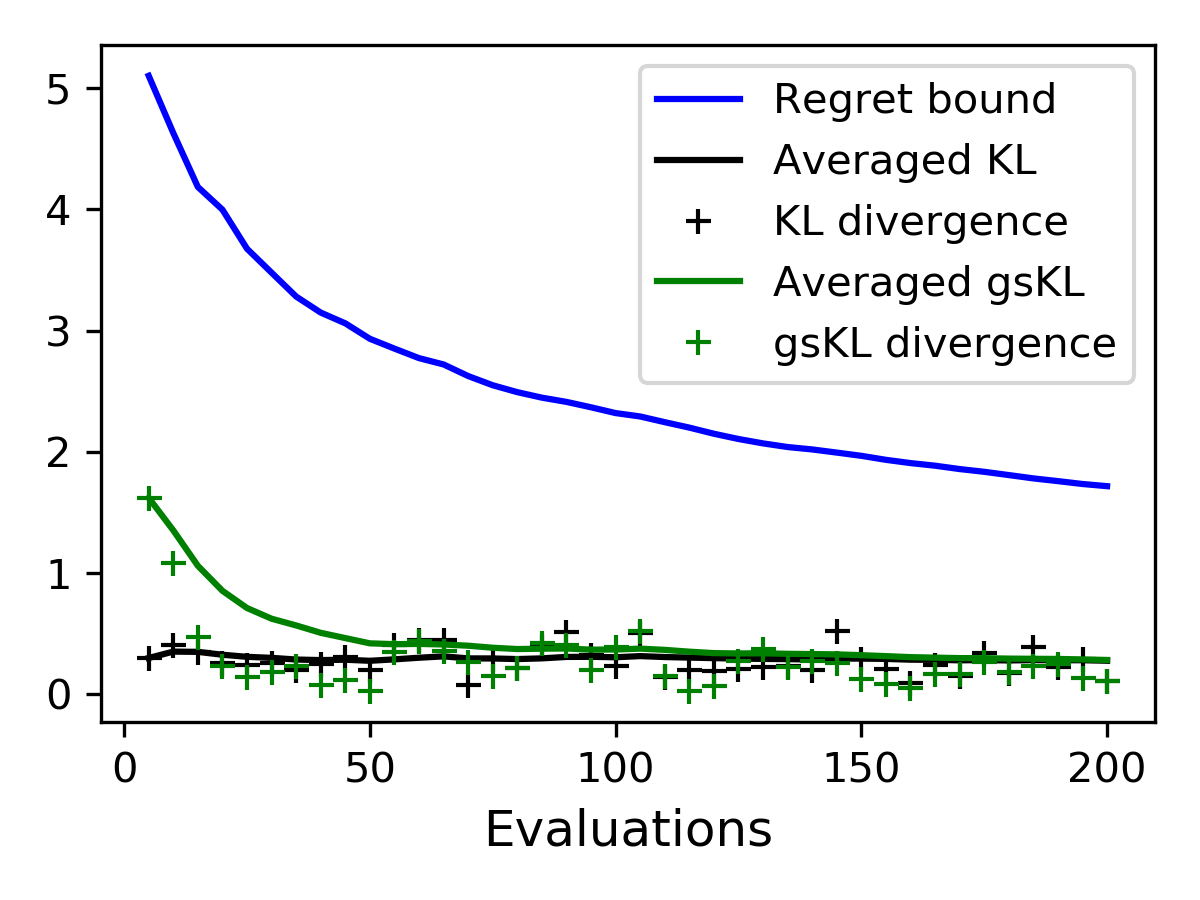 5
4
3
2
1
0
Regret bound
Averaged KL
KL divergence
Averaged gsKL
gsKL divergence
0 50 100 150 200
Evaluations